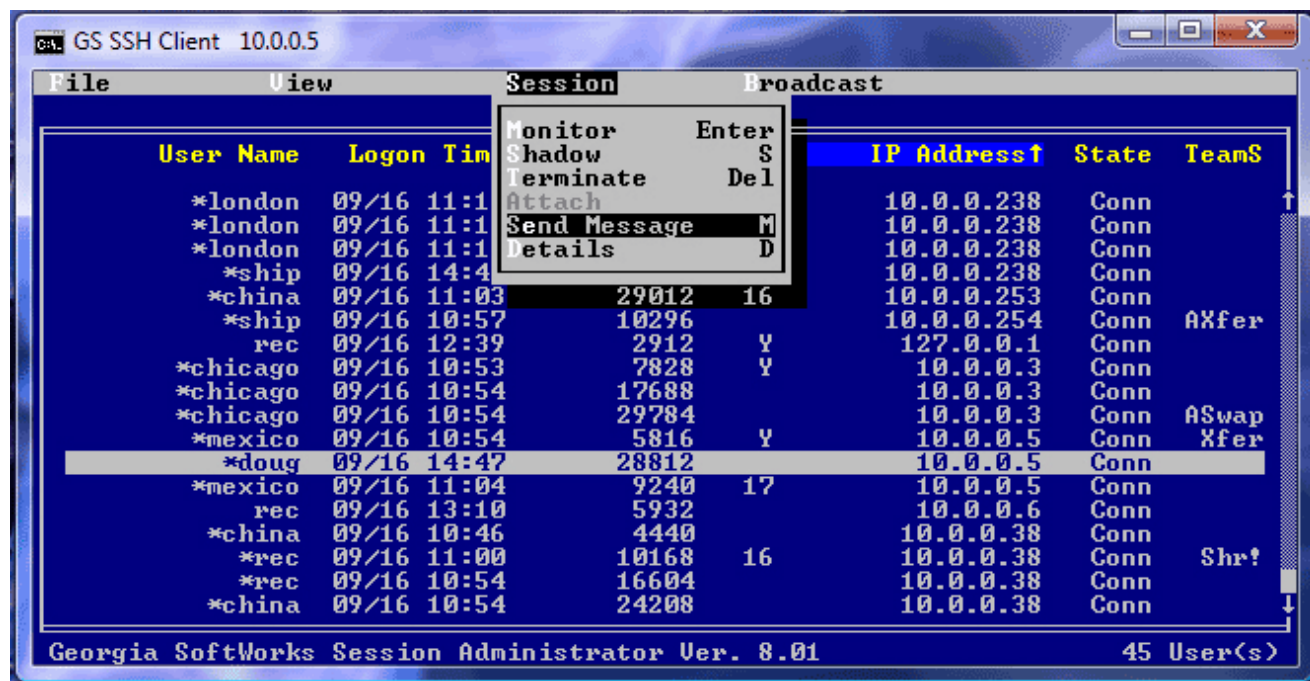 GS SSH Client 10.0.0.5
File View Session Broadcast
Monitor Enter
Shadow S
Terminate Del
Attach
Send Message M
Details D
User Name Logon Tim IP Address↑ State TeamS
*london 09/16 11:1 10.0.0.238 Conn
*london 09/16 11:1 10.0.0.238 Conn
*london 09/16 11:1 10.0.0.238 Conn
*ship 09/16 14:4 10.0.0.238 Conn
*china 09/16 11:03 29012 16 10.0.0.253 Conn
*ship 09/16 10:57 10296 10.0.0.254 Conn AXfer
rec 09/16 12:39 2912 Y 127.0.0.1 Conn
*chicago 09/16 10:53 7828 Y 10.0.0.3 Conn
*chicago 09/16 10:54 17688 10.0.0.3 Conn
*chicago 09/16 10:54 29784 10.0.0.3 Conn ASwap
*mexico 09/16 10:54 5816 Y 10.0.0.5 Conn Xfer
*doug 09/16 14:47 28812 10.0.0.5 Conn
*mexico 09/16 11:04 9240 17 10.0.0.5 Conn
rec 09/16 13:10 5932 10.0.0.6 Conn
*china 09/16 10:46 4440 10.0.0.38 Conn
*rec 09/16 11:00 10168 16 10.0.0.38 Conn Shr!
*rec 09/16 10:54 16604 10.0.0.38 Conn
*china 09/16 10:54 24208 10.0.0.38 Conn
Georgia SoftWorks Session Administrator Ver. 8.01 45 User(s)